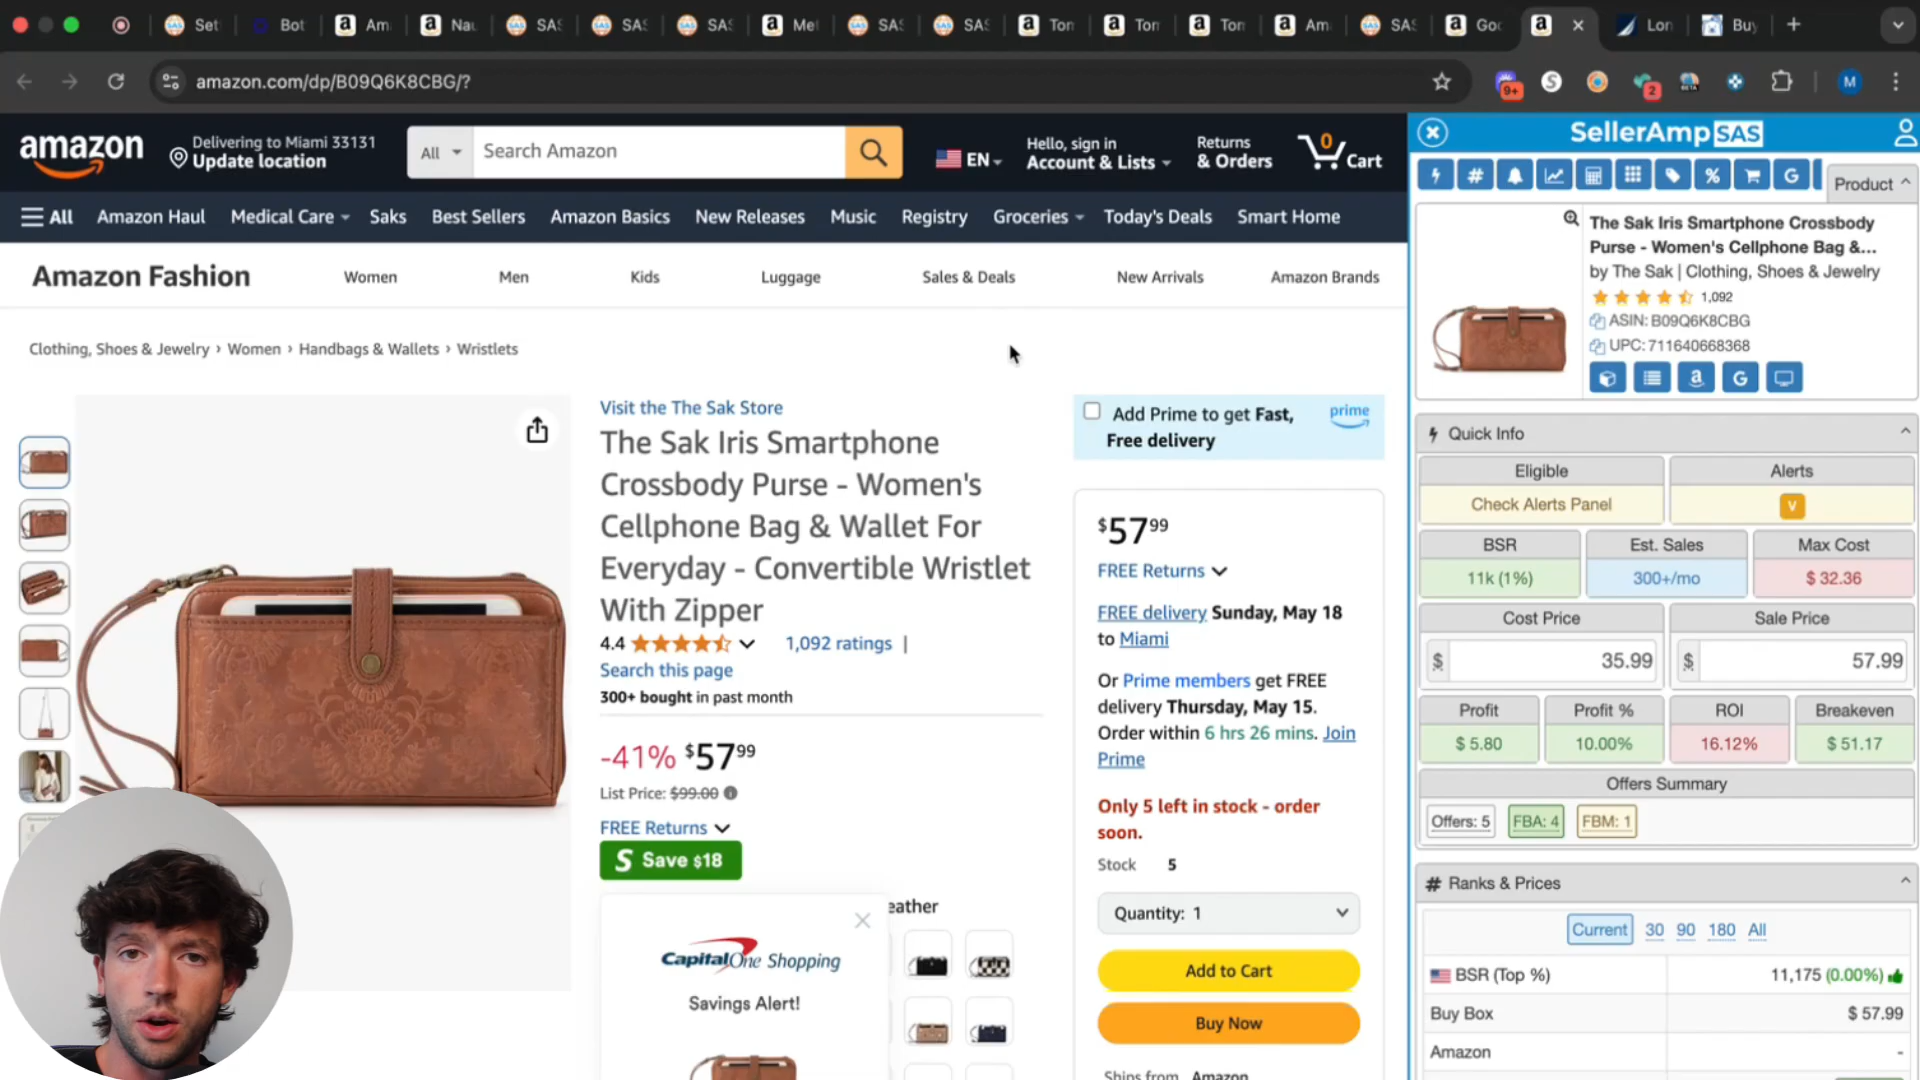 Set
Bot
Am
Nau
SAS
SAS
SAS
Me
SAS
SAS
Ton
Ton
Ton
Am
SAS
Goo
Lon
Buy
amazon.com/dp/B09Q6K8CBG/?
9+
2
BETA
M
amazon
Delivering to Miami 33131
Update location
All
Search Amazon
EN
Hello, sign in
Account & Lists
Returns
& Orders
0
Cart
All
Amazon Haul
Medical Care
Saks
Best Sellers
Amazon Basics
New Releases
Music
Registry
Groceries
Today's Deals
Smart Home
Amazon Fashion
Women
Men
Kids
Luggage
Sales & Deals
New Arrivals
Amazon Brands
Clothing, Shoes & Jewelry › Women › Handbags & Wallets › Wristlets
Visit the The Sak Store
The Sak Iris Smartphone
Crossbody Purse - Women's
Cellphone Bag & Wallet For
Everyday - Convertible Wristlet
With Zipper
4.4
1,092 ratings |
Search this page
300+ bought in past month
-41% $57 99
List Price: $99.00
FREE Returns
S Save $18
eather
CapitalOne Shopping
Savings Alert!
Add Prime to get Fast,
Free delivery
prime
$57 99
FREE Returns
FREE delivery Sunday, May 18
to Miami
Or Prime members get FREE
delivery Thursday, May 15.
Order within 6 hrs 26 mins. Join
Prime
Only 5 left in stock - order
soon.
Stock 5
Quantity: 1
Add to Cart
Buy Now
Ships from Amazon
SellerAmp SAS
Product
The Sak Iris Smartphone Crossbody
Purse - Women's Cellphone Bag &...
by The Sak | Clothing, Shoes & Jewelry
1,092
ASIN: B09Q6K8CBG
UPC: 711640668368
Quick Info
Eligible
Alerts
Check Alerts Panel
V
BSR
Est. Sales
Max Cost
11k (1%)
300+/mo
$ 32.36
Cost Price
Sale Price
$ 35.99
$ 57.99
Profit
Profit %
ROI
Breakeven
$ 5.80
10.00%
16.12%
$ 51.17
Offers Summary
Offers: 5
FBA: 4
FBM: 1
# Ranks & Prices
Current
30
90
180
All
BSR (Top %)
11,175 (0.00%)
Buy Box
$ 57.99
Amazon
-